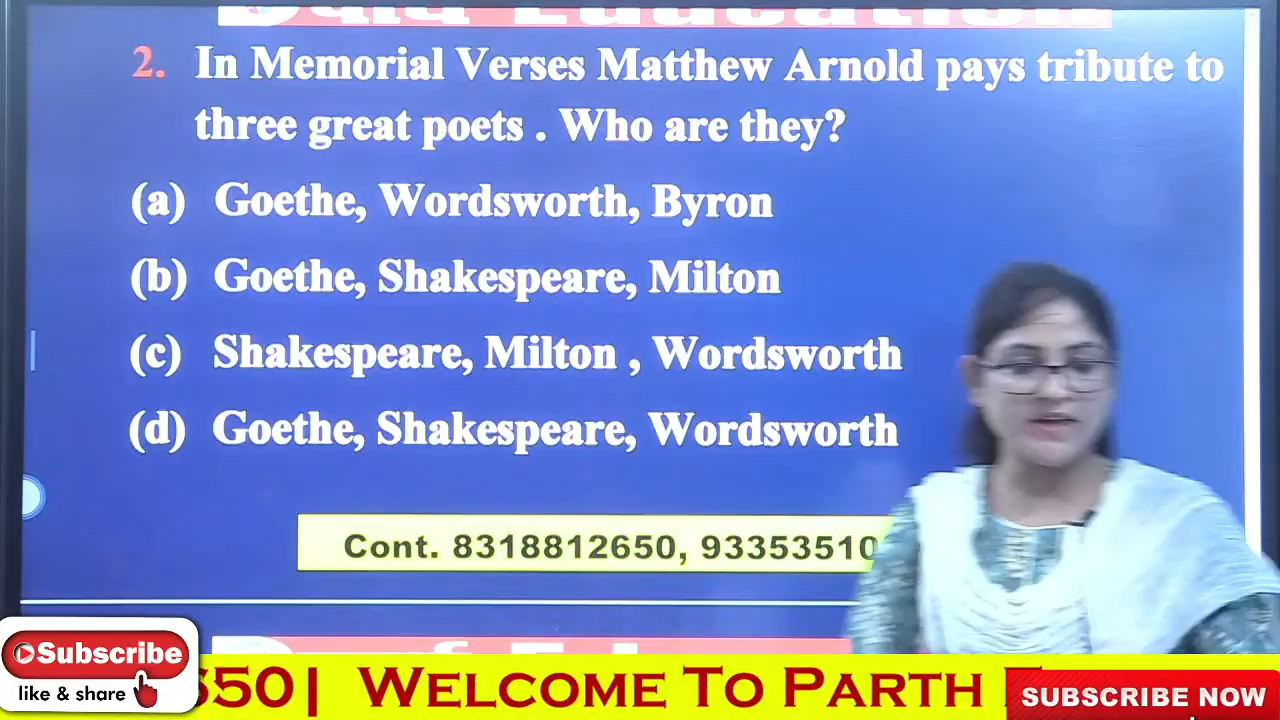 2. In Memorial Verses Matthew Arnold pays tribute to
three great poets . Who are they?
(a) Goethe, Wordsworth, Byron
(b) Goethe, Shakespeare, Milton
(c) Shakespeare, Milton , Wordsworth
(d) Goethe, Shakespeare, Wordsworth
Cont. 8318812650, 93353510
Subscribe
like & share
650| WELCOME TO PARTH
SUBSCRIBE NOW